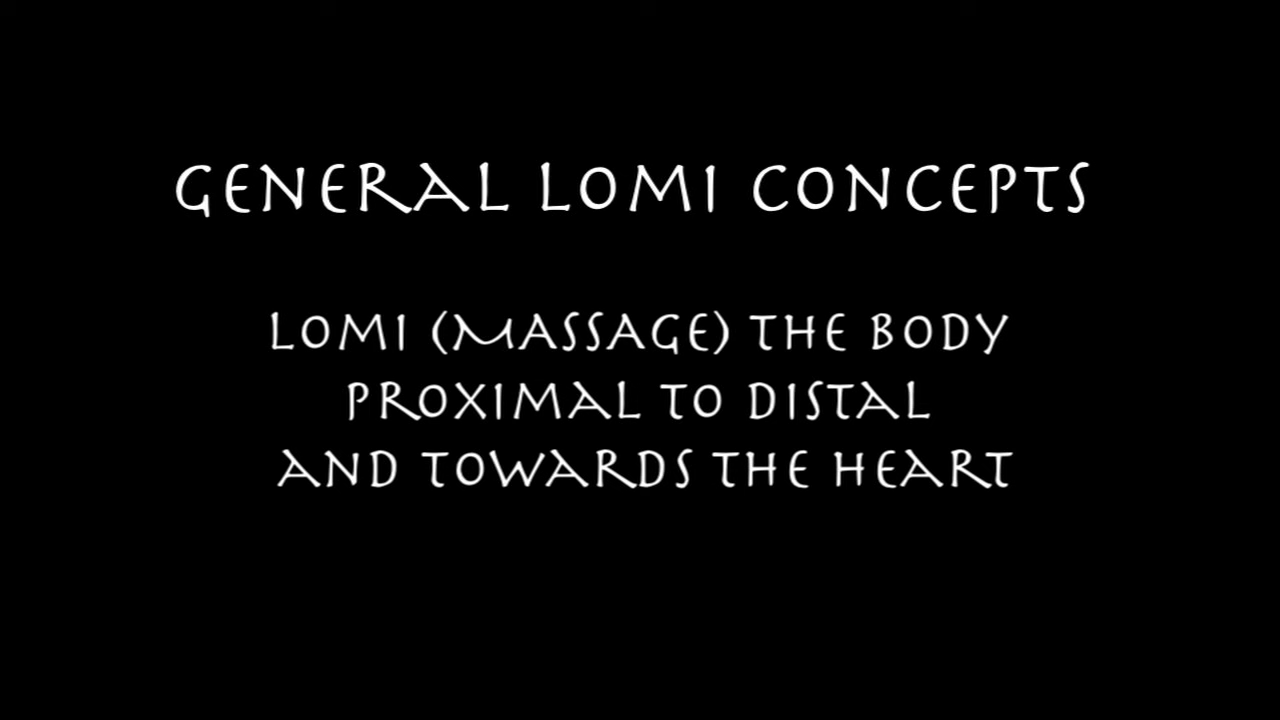 GENERAL LOMI CONCEPTS
LOMI (MASSAGE) THE BODY
PROXIMAL TO DISTAL
AND TOWARDS THE HEART